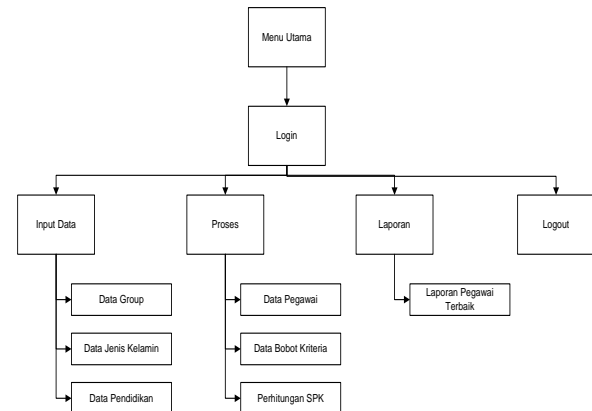 Menu Utama
Login
Input Data
Proses
Laporan
Logout
Data Group
Data Pegawai
Laporan Pegawai
Terbaik
Data Jenis Kelamin
Data Bobot Kriteria
Data Pendidikan
Perhitungan SPK